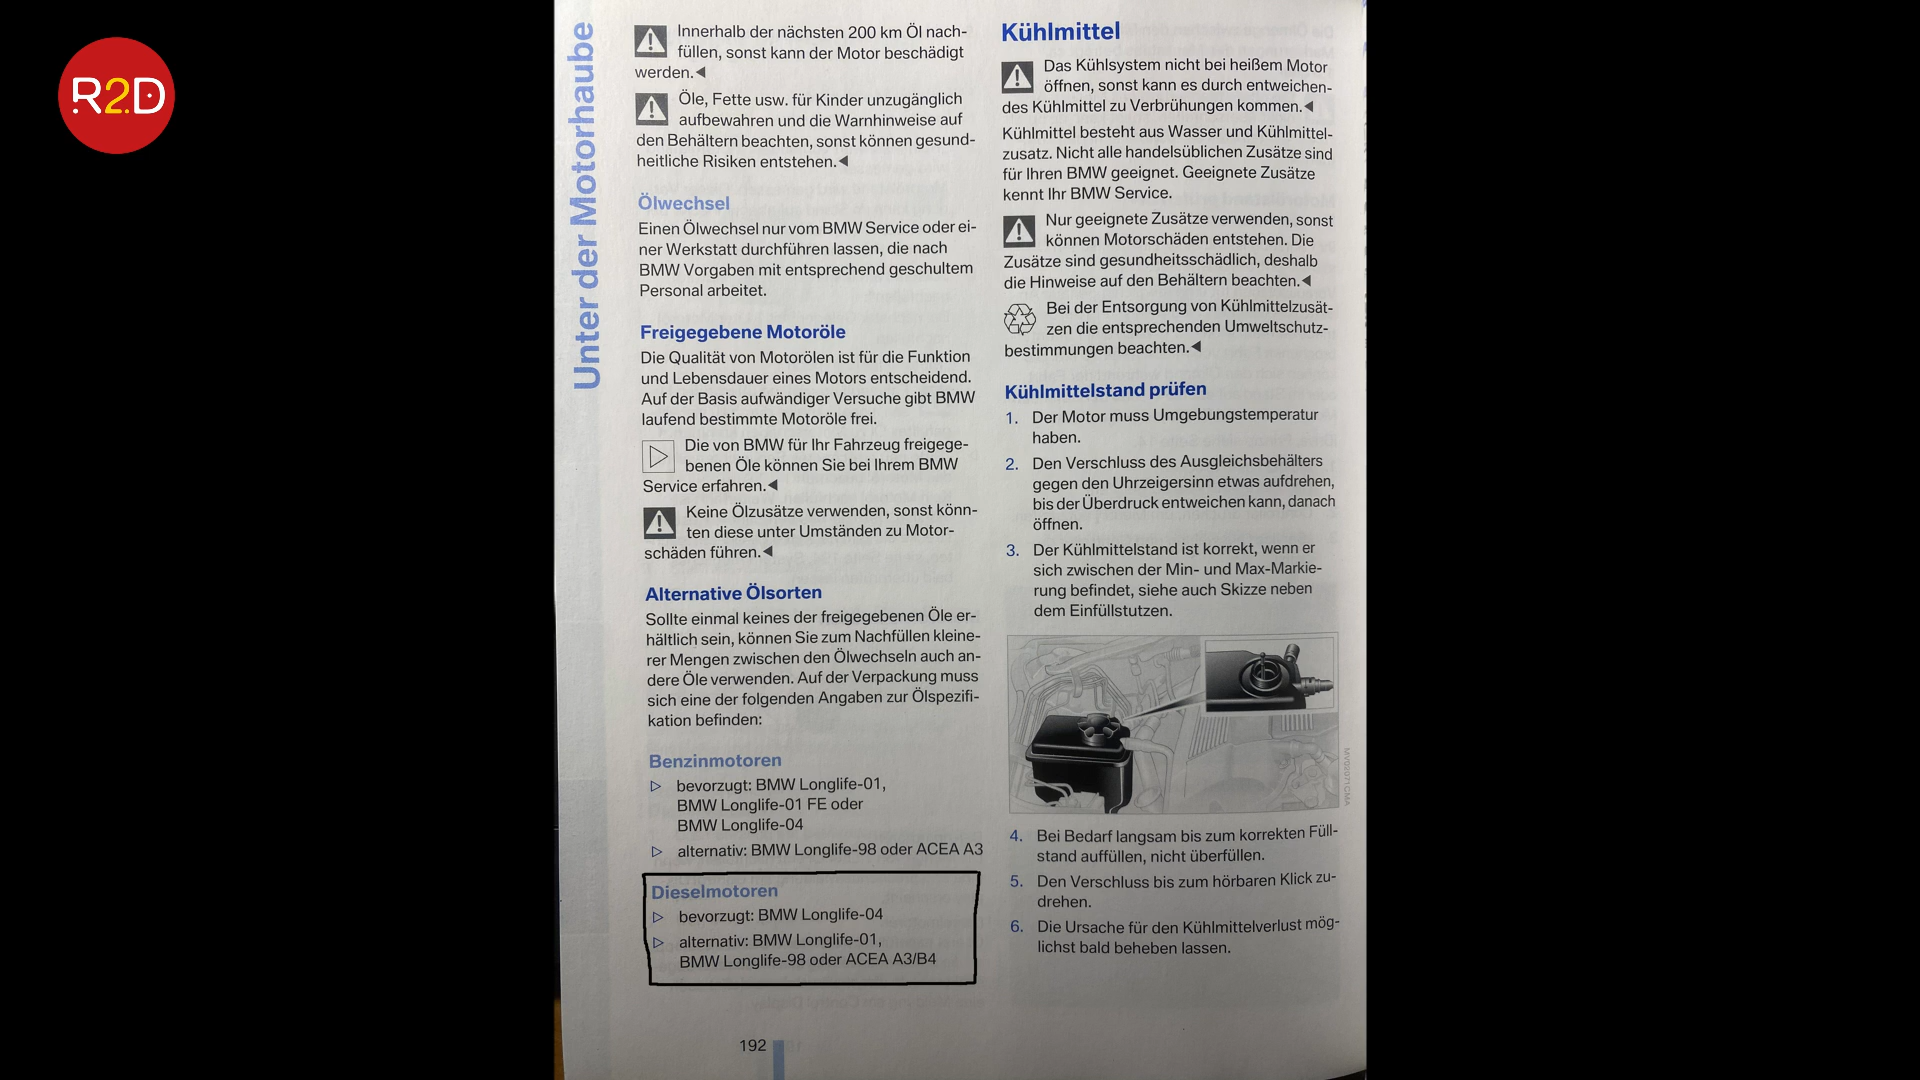 R2D
Unter der Motorhaube
Innerhalb der nächsten 200 km Öl nach-
füllen, sonst kann der Motor beschädigt
werden.◀
Öle, Fette usw. für Kinder unzugänglich
aufbewahren und die Warnhinweise auf
den Behältern beachten, sonst können gesund-
heitliche Risiken entstehen.◀
Ölwechsel
Einen Ölwechsel nur vom BMW Service oder ei-
ner Werkstatt durchführen lassen, die nach
BMW Vorgaben mit entsprechend geschultem
Personal arbeitet.
Freigegebene Motoröle
Die Qualität von Motorölen ist für die Funktion
und Lebensdauer eines Motors entscheidend.
Auf der Basis aufwändiger Versuche gibt BMW
laufend bestimmte Motoröle frei.
Die von BMW für Ihr Fahrzeug freigege-
benen Öle können Sie bei Ihrem BMW
Service erfahren.◀
Keine Ölzusätze verwenden, sonst könn-
ten diese unter Umständen zu Motor-
schäden führen.◀
Alternative Ölsorten
Sollte einmal keines der freigegebenen Öle er-
hältlich sein, können Sie zum Nachfüllen kleine-
rer Mengen zwischen den Ölwechseln auch an-
dere Öle verwenden. Auf der Verpackung muss
sich eine der folgenden Angaben zur Ölspezifi-
kation befinden:
Benzinmotoren
▷ bevorzugt: BMW Longlife-01,
BMW Longlife-01 FE oder
BMW Longlife-04
▷ alternativ: BMW Longlife-98 oder ACEA A3
Dieselmotoren
▷ bevorzugt: BMW Longlife-04
▷ alternativ: BMW Longlife-01,
BMW Longlife-98 oder ACEA A3/B4
192
Kühlmittel
Das Kühlsystem nicht bei heißem Motor
öffnen, sonst kann es durch entweichen-
des Kühlmittel zu Verbrühungen kommen.◀
Kühlmittel besteht aus Wasser und Kühlmittel-
zusatz. Nicht alle handelsüblichen Zusätze sind
für Ihren BMW geeignet. Geeignete Zusätze
kennt Ihr BMW Service.
Nur geeignete Zusätze verwenden, sonst
können Motorschäden entstehen. Die
Zusätze sind gesundheitsschädlich, deshalb
die Hinweise auf den Behältern beachten.◀
Bei der Entsorgung von Kühlmittelzusät-
zen die entsprechenden Umweltschutz-
bestimmungen beachten.◀
Kühlmittelstand prüfen
1. Der Motor muss Umgebungstemperatur
haben.
2. Den Verschluss des Ausgleichsbehälters
gegen den Uhrzeigersinn etwas aufdrehen,
bis der Überdruck entweichen kann, danach
öffnen.
3. Der Kühlmittelstand ist korrekt, wenn er
sich zwischen der Min- und Max-Markie-
rung befindet, siehe auch Skizze neben
dem Einfüllstutzen.
4. Bei Bedarf langsam bis zum korrekten Füll-
stand auffüllen, nicht überfüllen.
5. Den Verschluss bis zum hörbaren Klick zu-
drehen.
6. Die Ursache für den Kühlmittelverlust mög-
lichst bald beheben lassen.